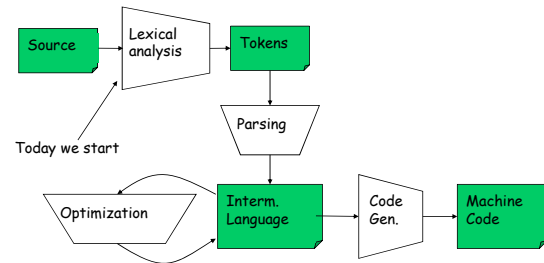 Source
Lexical
analysis
Tokens
Today we start
Parsing
Optimization
Interm.
Language
Code
Gen.
Machine
Code